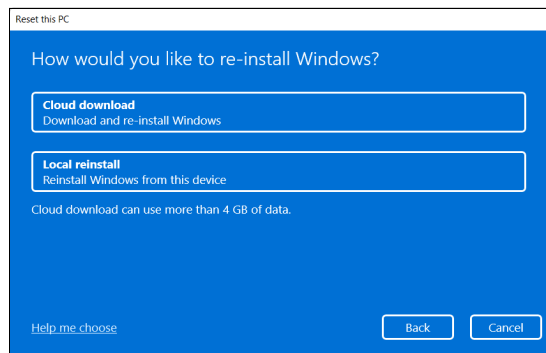 Reset this PC
How would you like to re-install Windows?
Cloud download
Download and re-install Windows
Local reinstall
Reinstall Windows from this device
Cloud download can use more than 4 GB of data.
Help me choose
Back
Cancel